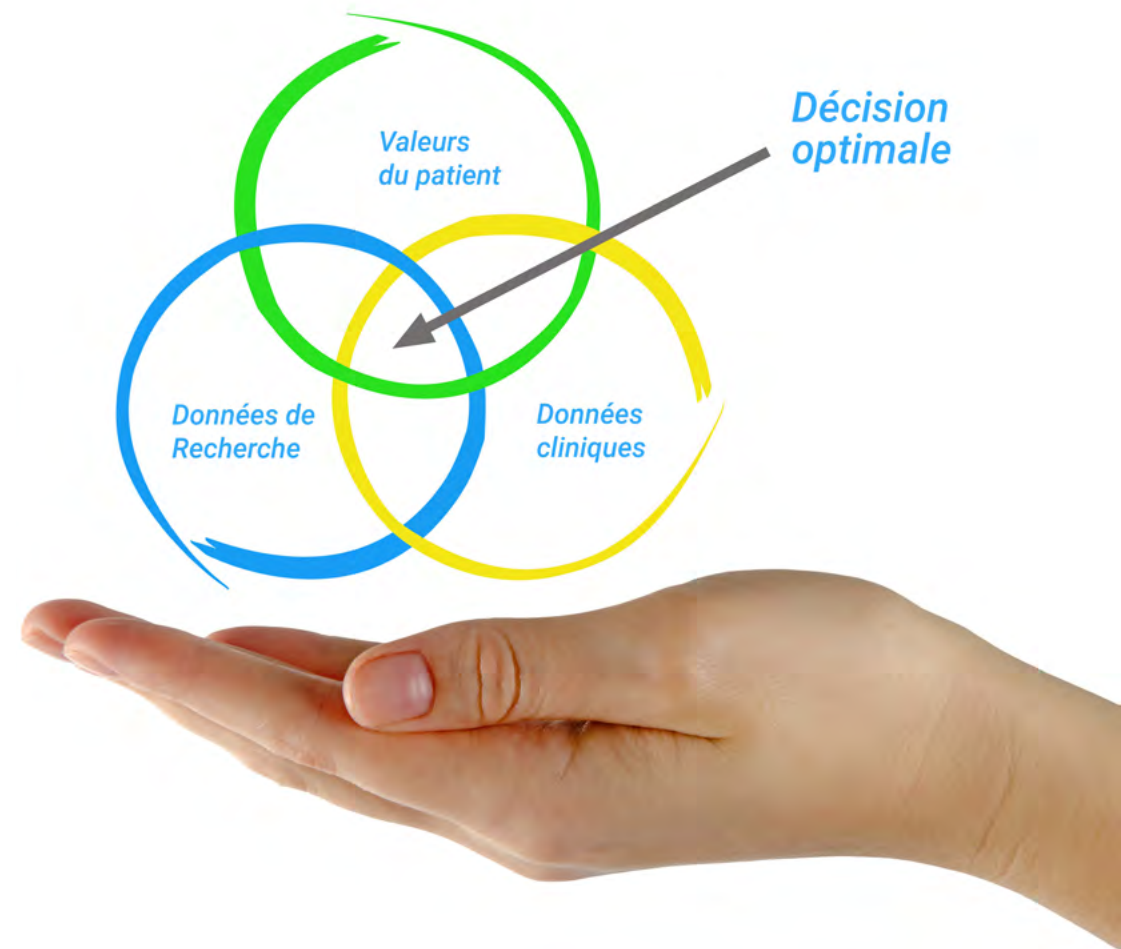 Décision
optimale
Valeurs
du patient
Données de
Recherche
Données
cliniques